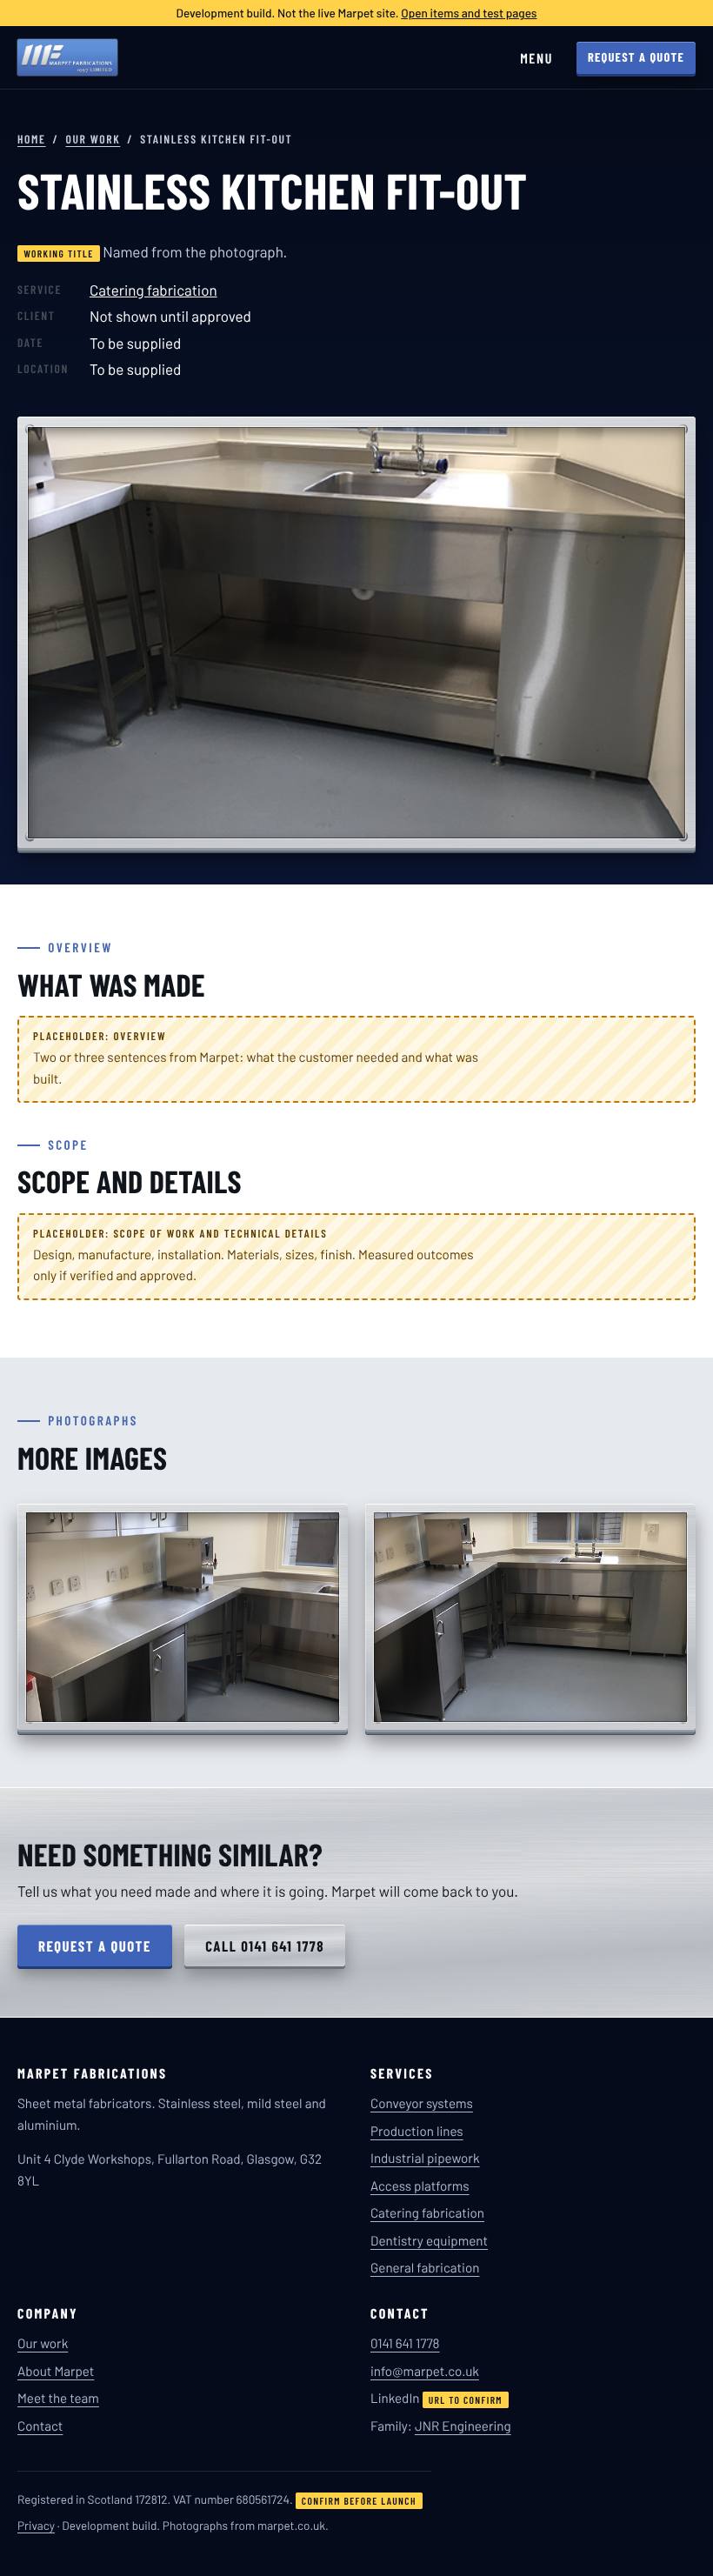 Development build. Not the live Marpet site. Open items and test pages
MARPET FABRICATIONS
LIMITED
MENU
REQUEST A QUOTE
HOME / OUR WORK / STAINLESS KITCHEN FIT-OUT
STAINLESS KITCHEN FIT-OUT
WORKING TITLE Named from the photograph.
SERVICE Catering fabrication
CLIENT Not shown until approved
DATE To be supplied
LOCATION To be supplied
OVERVIEW
WHAT WAS MADE
PLACEHOLDER: OVERVIEW
Two or three sentences from Marpet: what the customer needed and what was
built.
SCOPE
SCOPE AND DETAILS
PLACEHOLDER: SCOPE OF WORK AND TECHNICAL DETAILS
Design, manufacture, installation. Materials, sizes, finish. Measured outcomes
only if verified and approved.
PHOTOGRAPHS
MORE IMAGES
NEED SOMETHING SIMILAR?
Tell us what you need made and where it is going. Marpet will come back to you.
REQUEST A QUOTE
CALL 0141 641 1778
MARPET FABRICATIONS
Sheet metal fabricators. Stainless steel, mild steel and
aluminium.
Unit 4 Clyde Workshops, Fullarton Road, Glasgow, G32
8YL
SERVICES
Conveyor systems
Production lines
Industrial pipework
Access platforms
Catering fabrication
Dentistry equipment
General fabrication
COMPANY
Our work
About Marpet
Meet the team
Contact
CONTACT
0141 641 1778
info@marpet.co.uk
LinkedIn URL TO CONFIRM
Family: JNR Engineering
Registered in Scotland 172812. VAT number 680561724. CONFIRM BEFORE LAUNCH
Privacy · Development build. Photographs from marpet.co.uk.